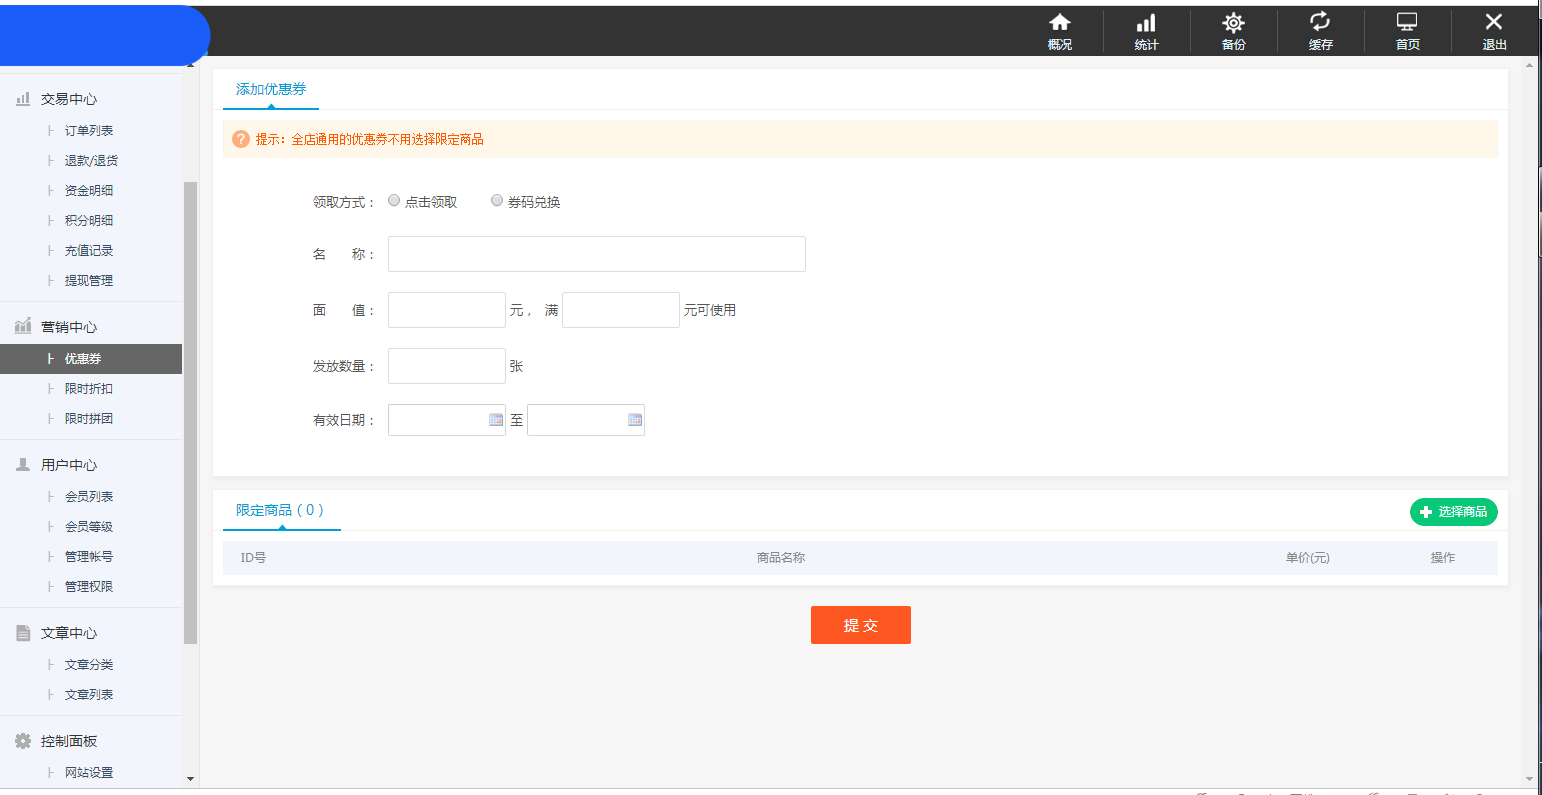 概况
统计
备份
缓存
首页
退出
交易中心
订单列表
退款/退货
资金明细
积分明细
充值记录
提现管理
营销中心
优惠券
限时折扣
限时拼团
用户中心
会员列表
会员等级
管理帐号
管理权限
文章中心
文章分类
文章列表
控制面板
网站设置
添加优惠券
提示：全店通用的优惠券不用选择限定商品
领取方式： 点击领取 券码兑换
名 称：
面 值： 元， 满 元可使用
发放数量： 张
有效日期： 至
限定商品（0）
选择商品
ID号 商品名称 单价(元) 操作
提 交